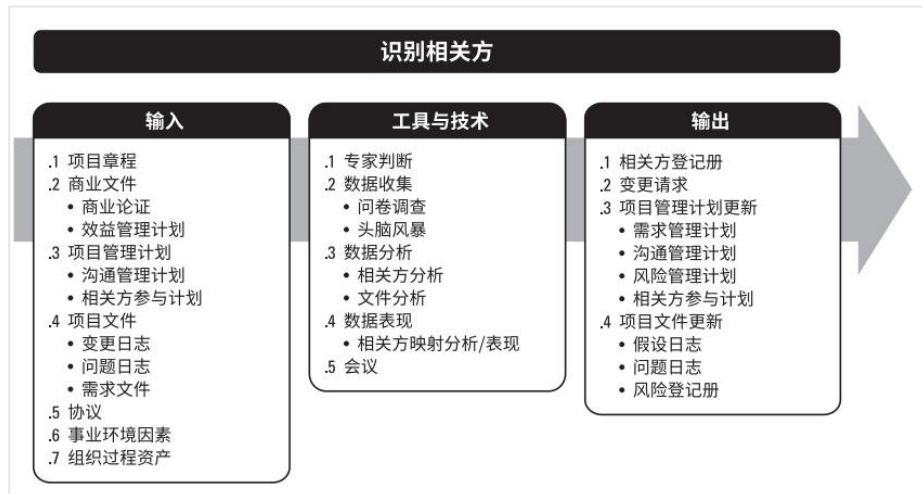 识别相关方
输入
.1 项目章程
.2 商业文件
• 商业论证
• 效益管理计划
.3 项目管理计划
• 沟通管理计划
• 相关方参与计划
.4 项目文件
• 变更日志
• 问题日志
• 需求文件
.5 协议
.6 事业环境因素
.7 组织过程资产
工具与技术
.1 专家判断
.2 数据收集
• 问卷调查
• 头脑风暴
.3 数据分析
• 相关方分析
• 文件分析
.4 数据表现
• 相关方映射分析/表现
.5 会议
输出
.1 相关方登记册
.2 变更请求
.3 项目管理计划更新
• 需求管理计划
• 沟通管理计划
• 风险管理计划
• 相关方参与计划
.4 项目文件更新
• 假设日志
• 问题日志
• 风险登记册